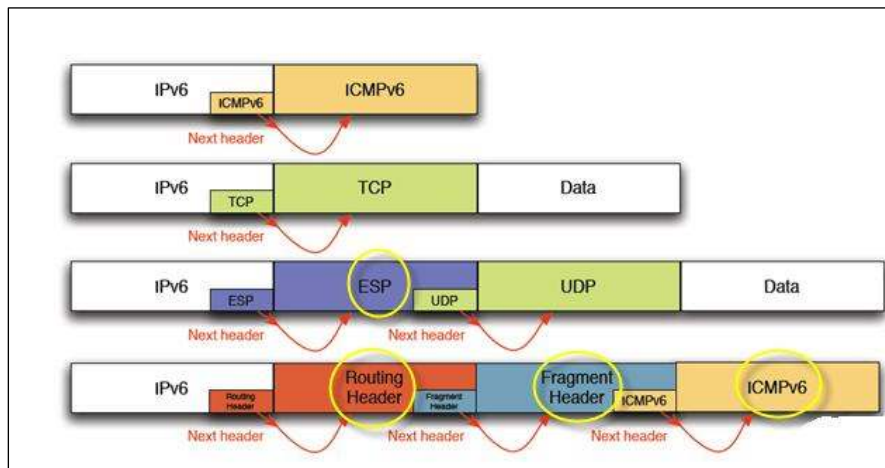 IPv6
ICMPv6
ICMPv6
Next header
IPv6
TCP
TCP
Data
Next header
IPv6
ESP
ESP
UDP
UDP
Data
Next header
Next header
IPv6
Routing
Header
Routing
Header
Fragment
Header
Fragment
Header
ICMPv6
ICMPv6
Next header
Next header
Next header